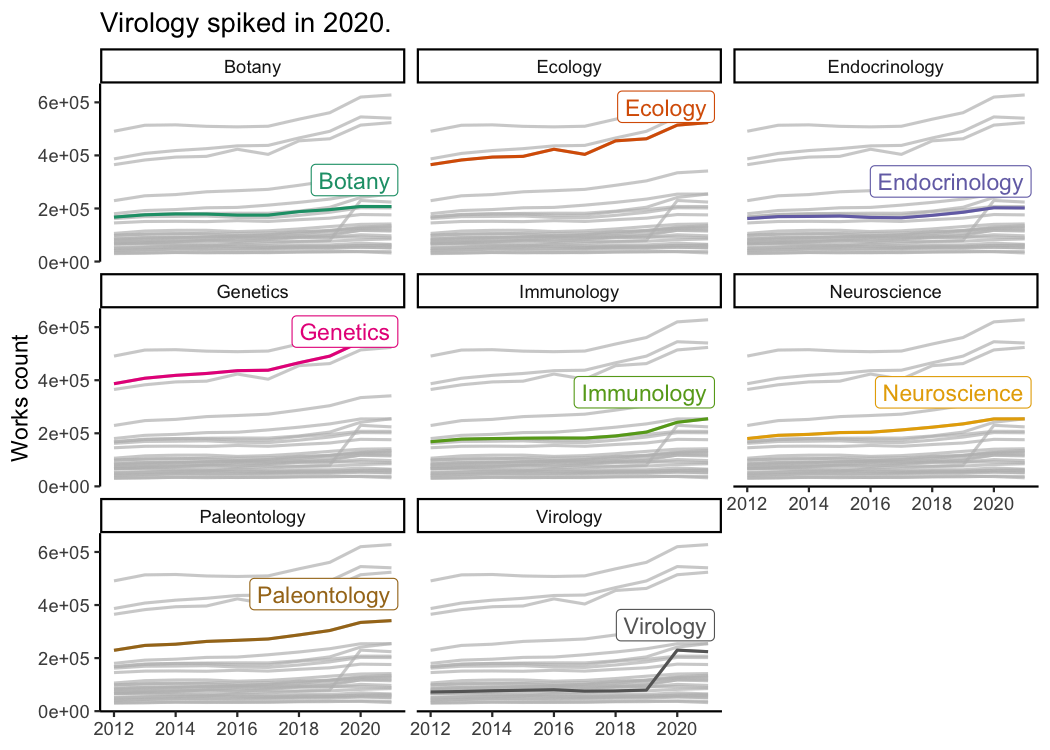 Virology spiked in 2020.
Botany
Ecology
Endocrinology
6e+05
4e+05
2e+05
0e+00
Botany
Ecology
Endocrinology
Genetics
Immunology
Neuroscience
Works count
6e+05
4e+05
2e+05
0e+00
Genetics
Immunology
Neuroscience
2012 2014 2016 2018 2020
Paleontology
Virology
6e+05
4e+05
2e+05
0e+00
Paleontology
Virology
2012 2014 2016 2018 2020
2012 2014 2016 2018 2020